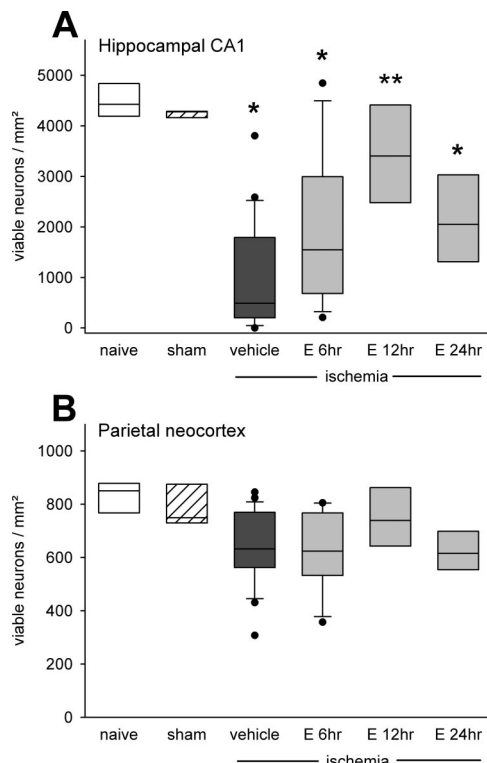 A
Hippocampal CA1
viable neurons / mm²
5000
4000
3000
2000
1000
0
*
*
**
*
naive sham vehicle E 6hr E 12hr E 24hr
ischemia
B
Parietal neocortex
viable neurons / mm²
1000
800
600
400
200
0
naive sham vehicle E 6hr E 12hr E 24hr
ischemia